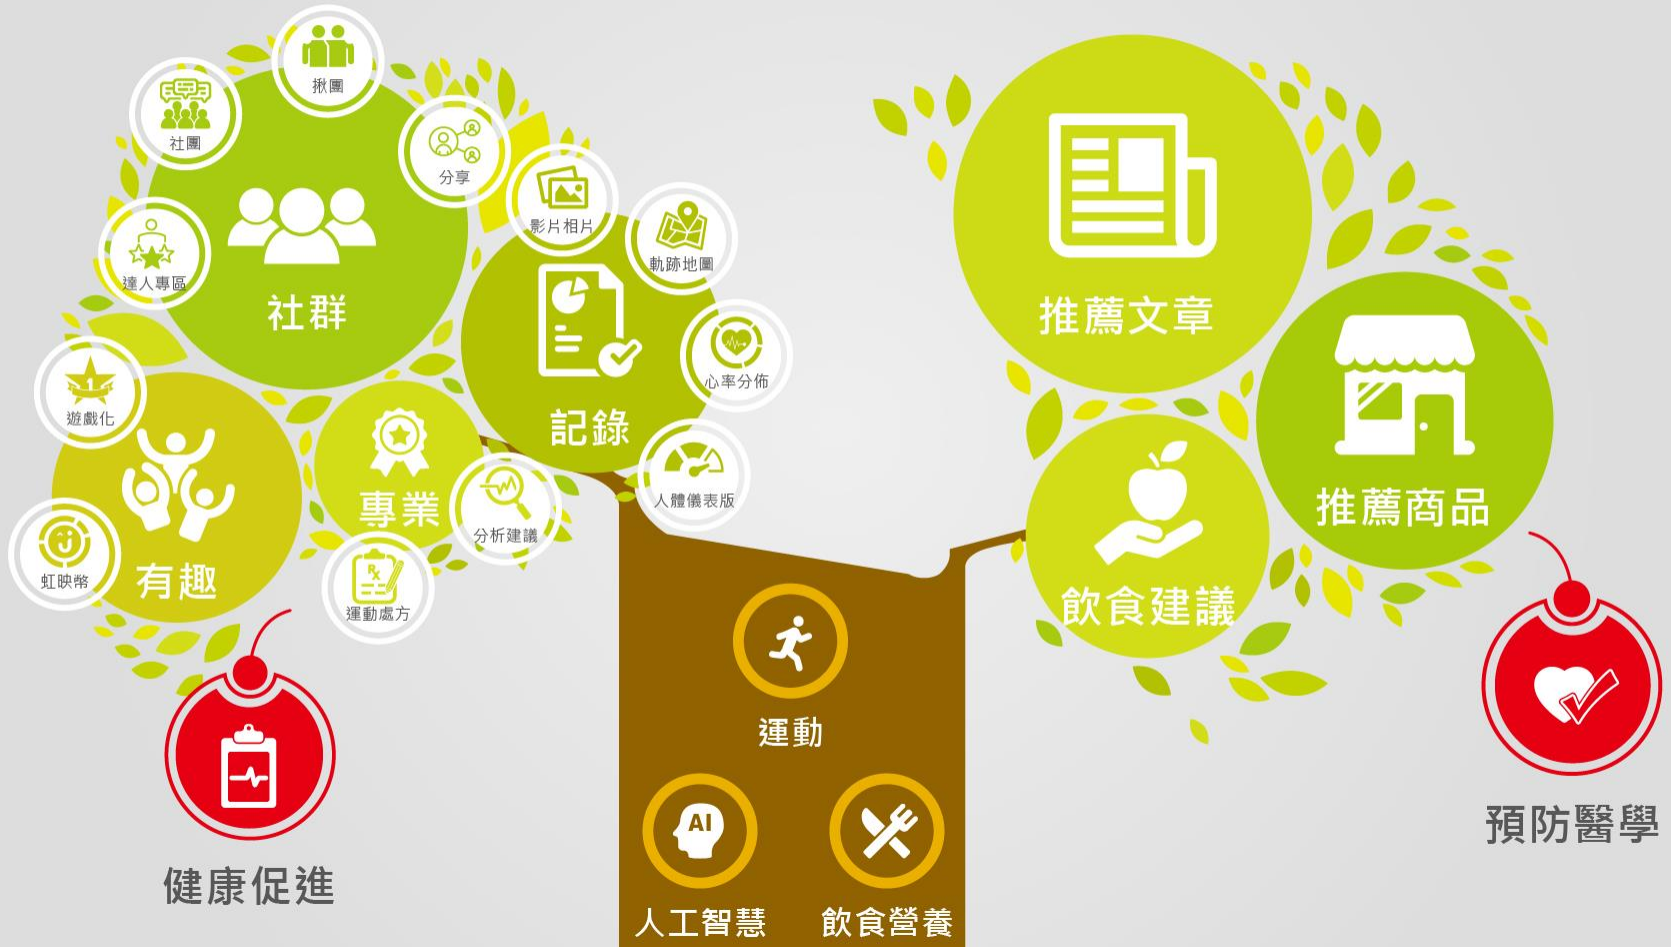 揪團
社團
分享
影片相片
軌跡地圖
達人專區
社群
心率分佈
遊戲化
記錄
人體儀表版
專業
分析建議
虹映幣
有趣
運動處方
健康促進
推薦文章
推薦商品
飲食建議
預防醫學
運動
AI
人工智慧
飲食營養
1
Rx